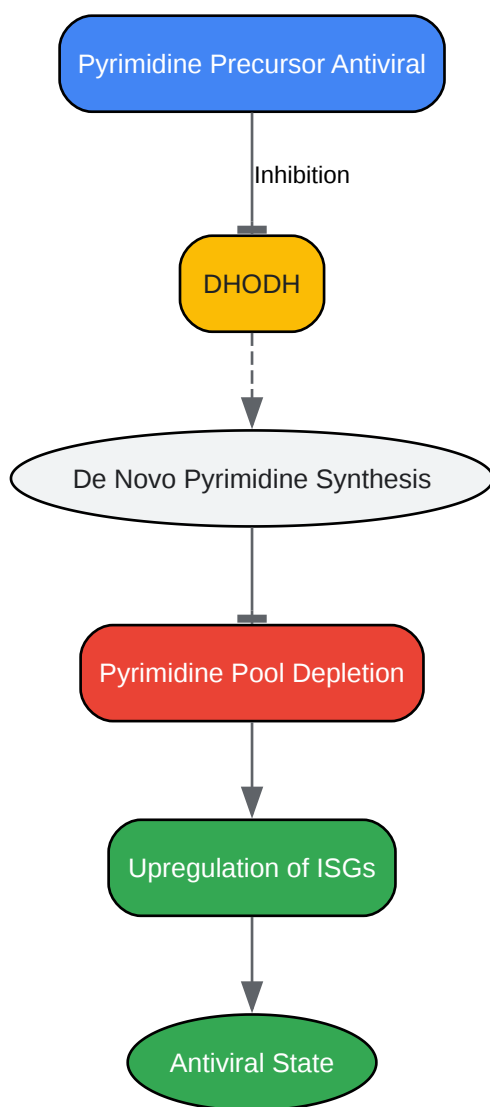 Pyrimidine Precursor Antiviral
Inhibition
DHODH
De Novo Pyrimidine Synthesis
Pyrimidine Pool Depletion
Upregulation of ISGs
Antiviral State